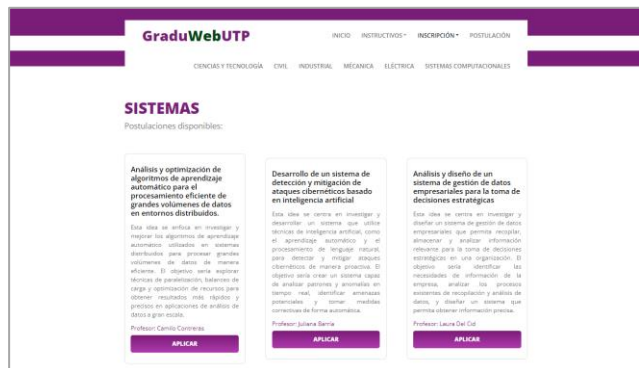 GraduWebUTP
INICIO INSTRUCTIVOS INSCRIPCIÓN POSTULACIÓN
CIENCIAS Y TECNOLOGÍA CIVIL INDUSTRIAL MÉCANICA ELÉCTRICA SISTEMAS COMPUTACIONALES
SISTEMAS
Postulaciones disponibles:
Análisis y optimización de
algoritmos de aprendizaje
automático para el
procesamiento eficiente de
grandes volúmenes de datos
en entornos distribuidos.
Esta idea se enfoca en investigar y
mejorar los algoritmos de aprendizaje
automático utilizados en sistemas
distribuidos para procesar grandes
volúmenes de datos de manera
eficiente. El objetivo sería explorar
técnicas de paralelización, balanceo de
carga y optimización de recursos para
obtener resultados más rápidos y
precisos en aplicaciones de análisis de
datos a gran escala.
Profesor: Camilo Contreras
APLICAR
Desarrollo de un sistema de
detección y mitigación de
ataques cibernéticos basado
en inteligencia artificial
Esta idea se centra en investigar y
desarrollar un sistema que utilice
técnicas de inteligencia artificial, como
el aprendizaje automático y el
procesamiento de lenguaje natural,
para detectar y mitigar ataques
cibernéticos de manera proactiva. El
objetivo sería crear un sistema capaz
de analizar patrones y anomalías en
tiempo real, identificar amenazas
potenciales y tomar medidas
correctivas de forma automática.
Profesor: Juliana Barria
APLICAR
Análisis y diseño de un
sistema de gestión de datos
empresariales para la toma de
decisiones estratégicas
Esta idea se centra en investigar y
diseñar un sistema de gestión de datos
empresariales que permita recopilar,
almacenar y analizar información
relevante para la toma de decisiones
estratégicas en una organización. El
objetivo sería identificar las
necesidades de información de la
empresa, analizar los procesos
existentes de recopilación y análisis de
datos, y diseñar un sistema que
permita obtener información precisa.
Profesor: Laura Del Cid
APLICAR